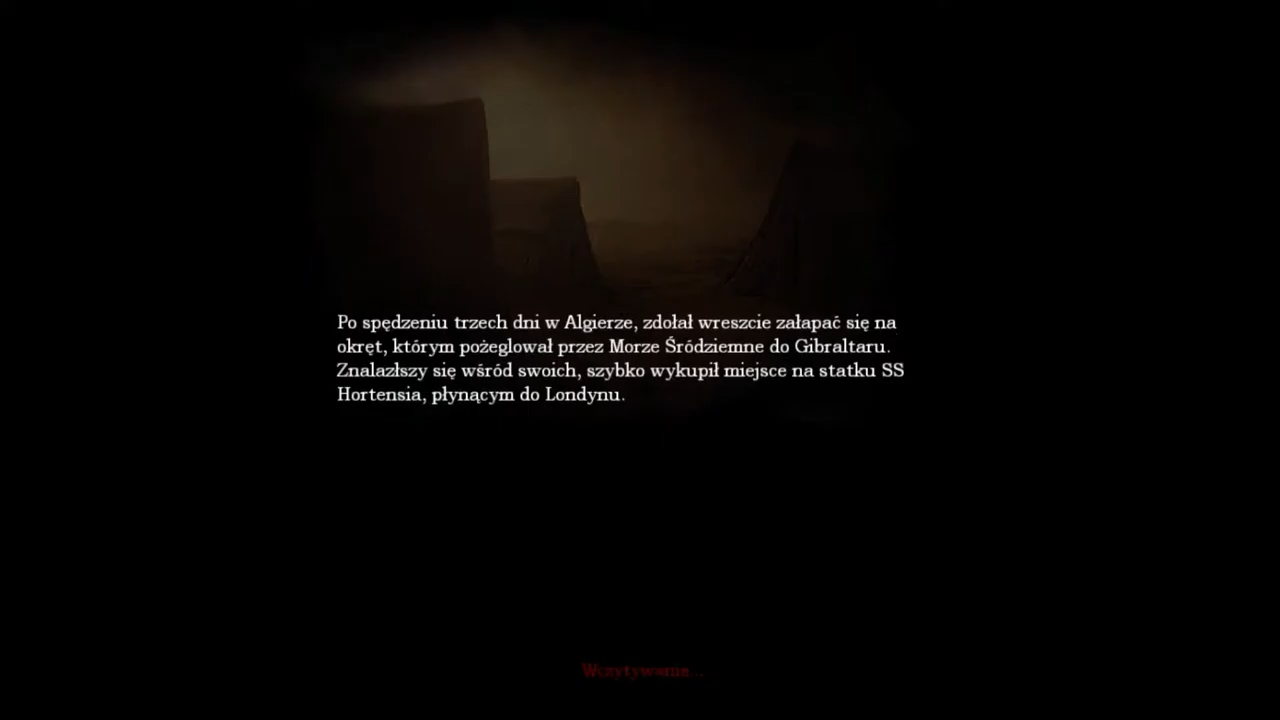 Po spędzeniu trzech dni w Algierze, zdołał wreszcie załapać się na
okręt, którym pożeglował przez Morze Śródziemne do Gibraltaru.
Znalazłszy się wśród swoich, szybko wykupił miejsce na statku SS
Hortensia, płynącym do Londynu.
Wczytywanie...